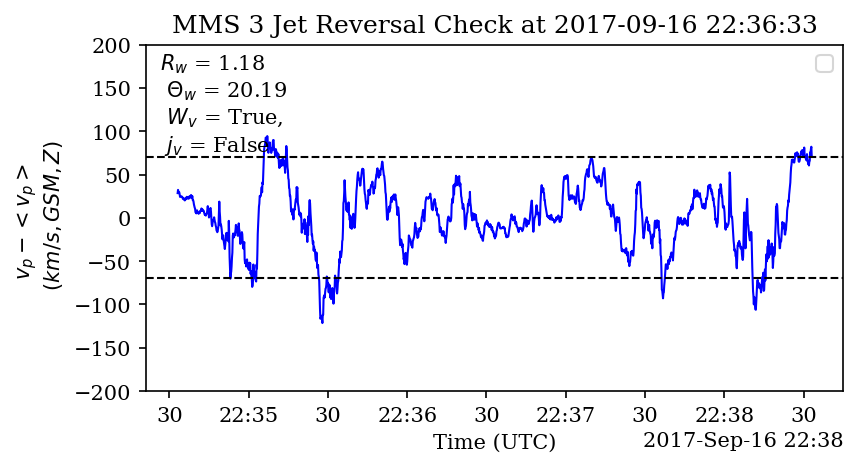 MMS 3 Jet Reversal Check at 2017-09-16 22:36:33
R_w = 1.18
Θ_w = 20.19
W_v = True,
j_v = False
v_p − < v_p >
(km/s, GSM, Z)
200
150
100
50
0
−50
−100
−150
−200
30 22:35 30 22:36 30 22:37 30 22:38 30
Time (UTC)
2017-Sep-16 22:38